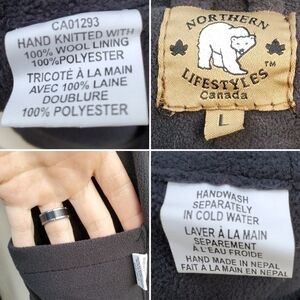 CA01293
HAND KNITTED WITH
100% WOOL LINING
100%POLYESTER
TRICOTÉ À LA MAIN
AVEC 100% LAINE
DOUBLURE
100% POLYESTER
NORTHERN
LIFESTYLES
TM
Canada
L
HANDWASH
SEPARATELY
IN COLD WATER
LAVER À LA MAIN
SÉPAREMENT
À L'EAU FROIDE
HAND MADE IN NEPAL
FAIT À LA MAIN EN NEPAL